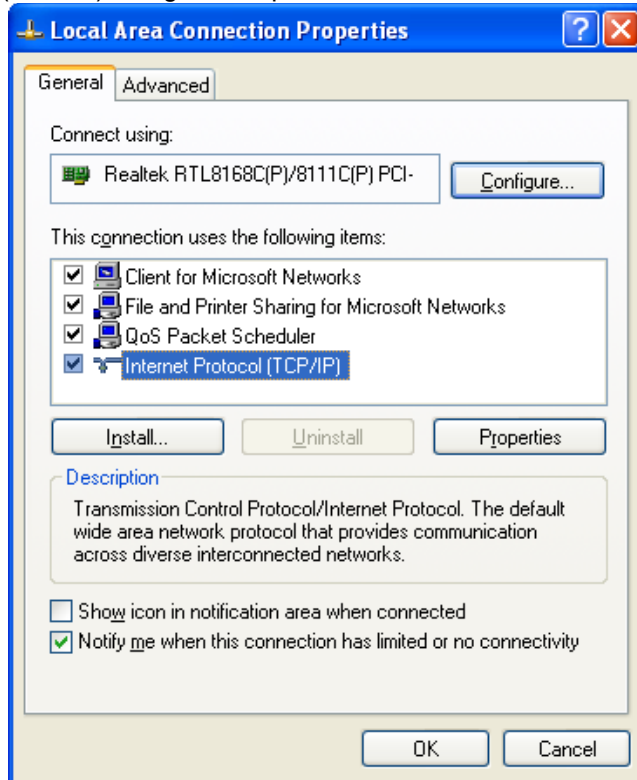 Local Area Connection Properties
General
Advanced
Connect using:
Realtek RTL8168C(P)/8111C(P) PCI-
Configure...
This connection uses the following items:
Client for Microsoft Networks
File and Printer Sharing for Microsoft Networks
QoS Packet Scheduler
Internet Protocol (TCP/IP)
Install...
Uninstall
Properties
Description
Transmission Control Protocol/Internet Protocol. The default
wide area network protocol that provides communication
across diverse interconnected networks.
Show icon in notification area when connected
Notify me when this connection has limited or no connectivity
OK
Cancel